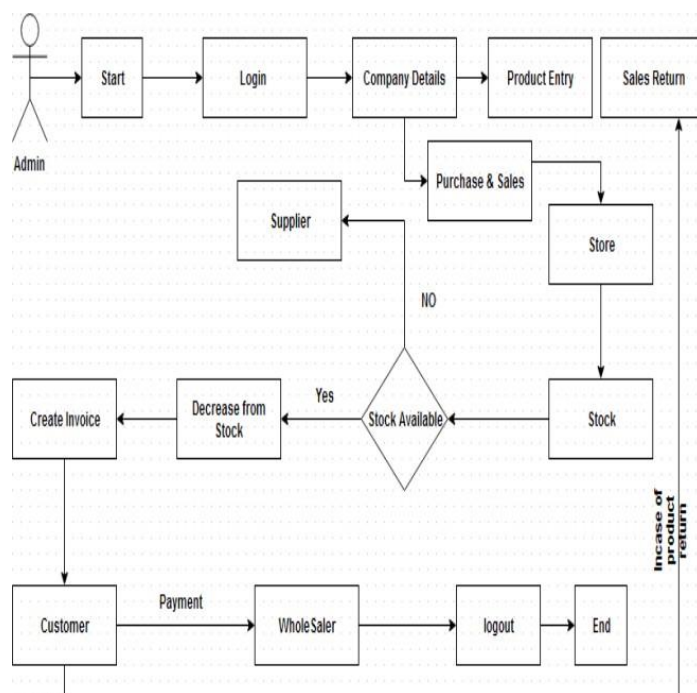 Start
Login
Company Details
Product Entry
Sales Return
Admin
Purchase & Sales
Supplier
Store
NO
Yes
Create Invoice
Decrease from
Stock
Stock Available
Stock
Incase of
product
return
Payment
Customer
WholeSaler
logout
End